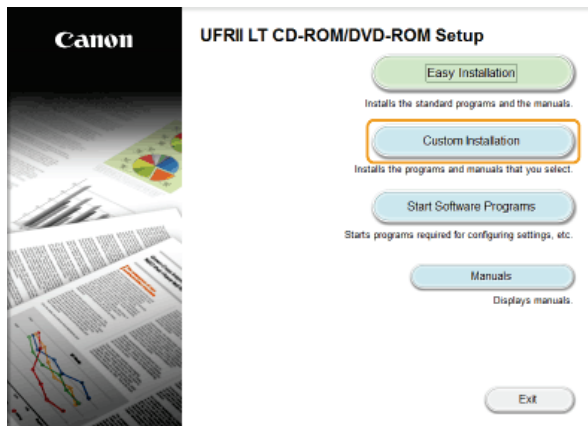 Canon
UFRII LT CD-ROM/DVD-ROM Setup
Easy Installation
Installs the standard programs and the manuals.
Custom Installation
Installs the programs and manuals that you select.
Start Software Programs
Starts programs required for configuring settings, etc.
Manuals
Displays manuals.
Exit